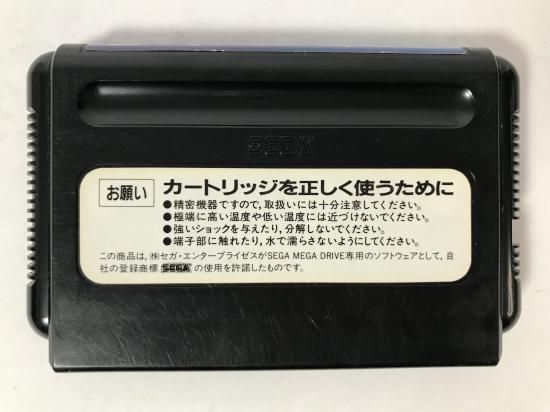 SEGA
お願い
カートリッジを正しく使うために
●精密機器ですので,取扱いには十分注意してください。
●極端に高い温度や低い温度には近づけないでください。
●強いショックを与えたり,分解しないでください。
●端子部に触れたり,水で濡らさないようにしてください。
この商品は,㈱セガ・エンタープライゼスがSEGA MEGA DRIVE専用のソフトウェアとして,自
社の登録商標 SEGA の使用を許諾したものです。